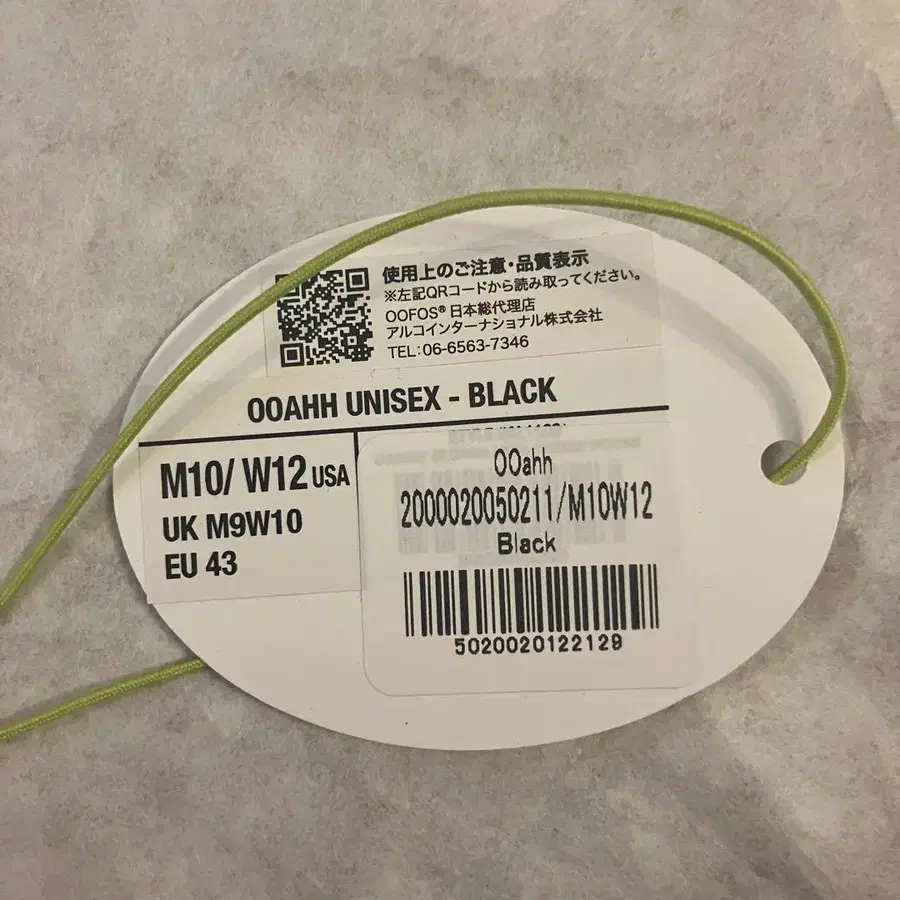 使用上のご注意・品質表示
※左記QRコードから読み取ってください。
OOFOS® 日本総代理店
アルコインターナショナル株式会社
TEL:06-6563-7346
OOAHH UNISEX - BLACK
M10/ W12 USA
UK M9W10
EU 43
OOahh
2000020050211/M10W12
Black
5020020122129